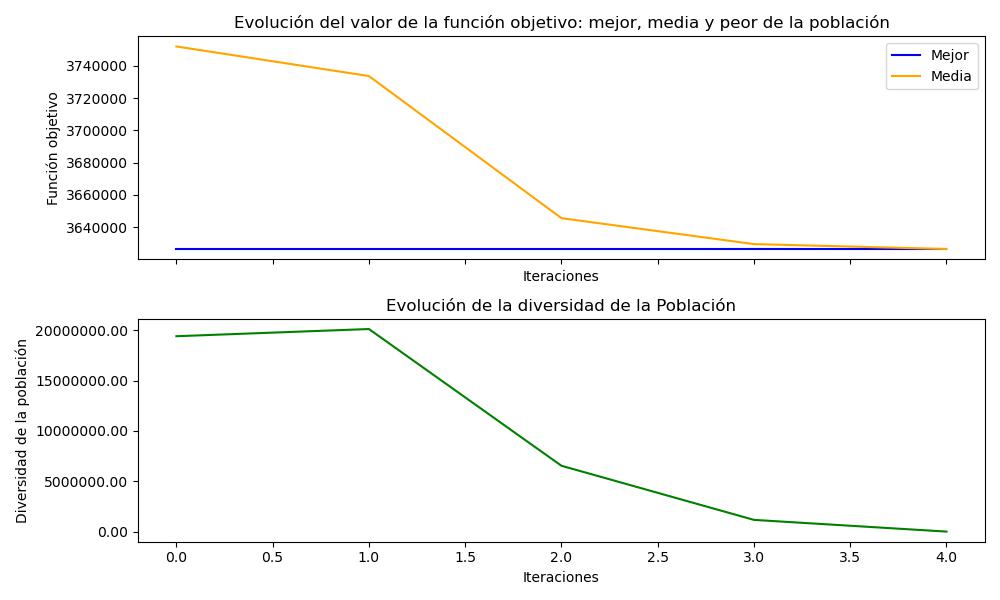 Evolución del valor de la función objetivo: mejor, media y peor de la población
Función objetivo
3740000
3720000
3700000
3680000
3660000
3640000
Mejor
Media
Iteraciones
Evolución de la diversidad de la Población
Diversidad de la población
20000000.00
15000000.00
10000000.00
5000000.00
0.00
0.0 0.5 1.0 1.5 2.0 2.5 3.0 3.5 4.0
Iteraciones